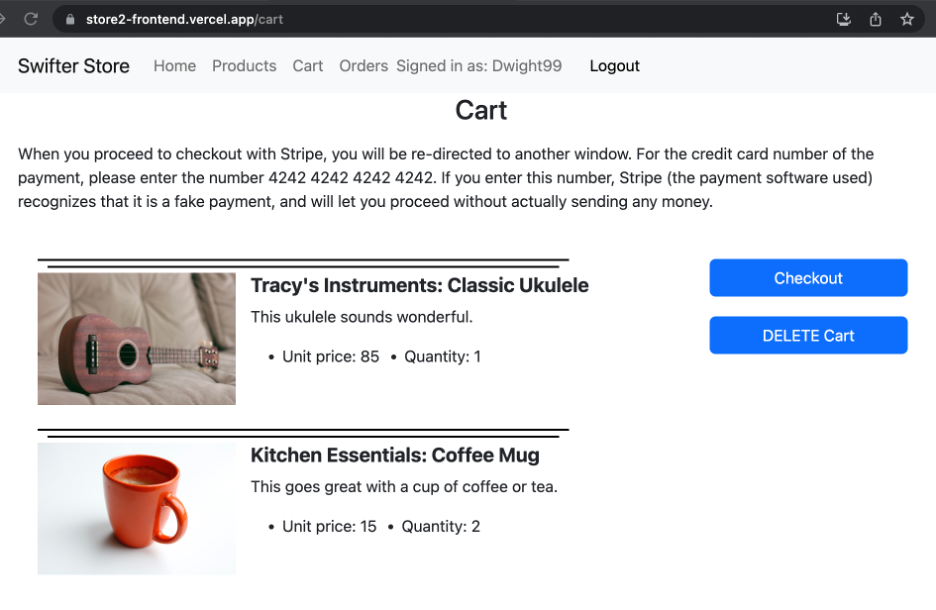 store2-frontend.vercel.app/cart
Swifter Store Home Products Cart Orders Signed in as: Dwight99 Logout
Cart
When you proceed to checkout with Stripe, you will be re-directed to another window. For the credit card number of the
payment, please enter the number 4242 4242 4242 4242. If you enter this number, Stripe (the payment software used)
recognizes that it is a fake payment, and will let you proceed without actually sending any money.
Tracy's Instruments: Classic Ukulele
This ukulele sounds wonderful.
• Unit price: 85 • Quantity: 1
Checkout
DELETE Cart
Kitchen Essentials: Coffee Mug
This goes great with a cup of coffee or tea.
• Unit price: 15 • Quantity: 2